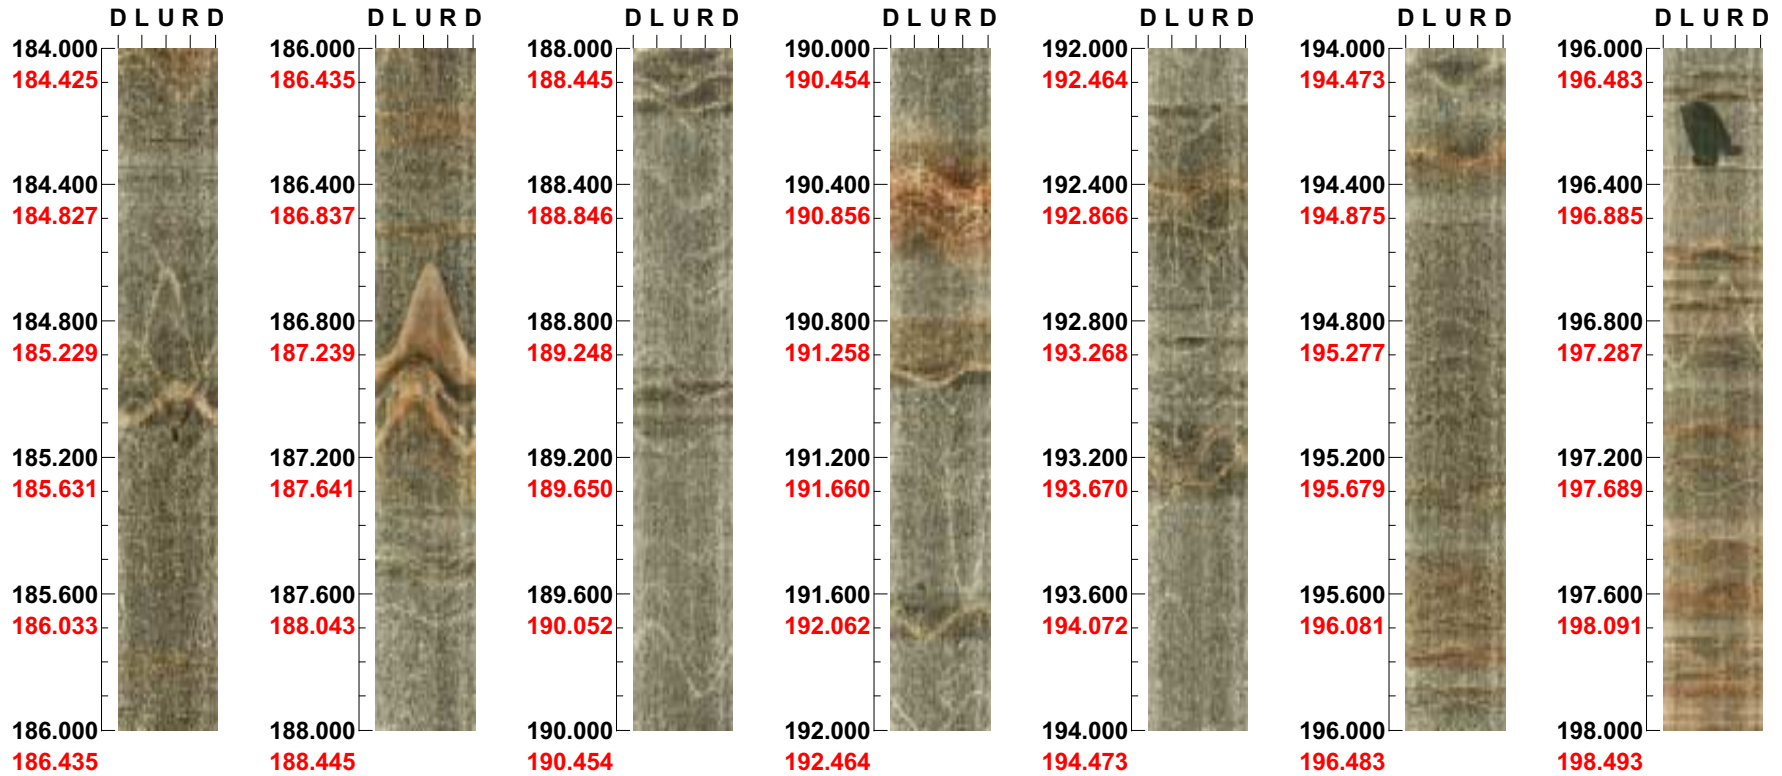 D L U R D D L U R D D L U R D D L U R D D L U R D D L U R D D L U R D
184.000 186.000 188.000 190.000 192.000 194.000 196.000
184.425 186.435 188.445 190.454 192.464 194.473 196.483
184.400 186.400 188.400 190.400 192.400 194.400 196.400
184.827 186.837 188.846 190.856 192.866 194.875 196.885
184.800 186.800 188.800 190.800 192.800 194.800 196.800
185.229 187.239 189.248 191.258 193.268 195.277 197.287
185.200 187.200 189.200 191.200 193.200 195.200 197.200
185.631 187.641 189.650 191.660 193.670 195.679 197.689
185.600 187.600 189.600 191.600 193.600 195.600 197.600
186.033 188.043 190.052 192.062 194.072 196.081 198.091
186.000 188.000 190.000 192.000 194.000 196.000 198.000
186.435 188.445 190.454 192.464 194.473 196.483 198.493